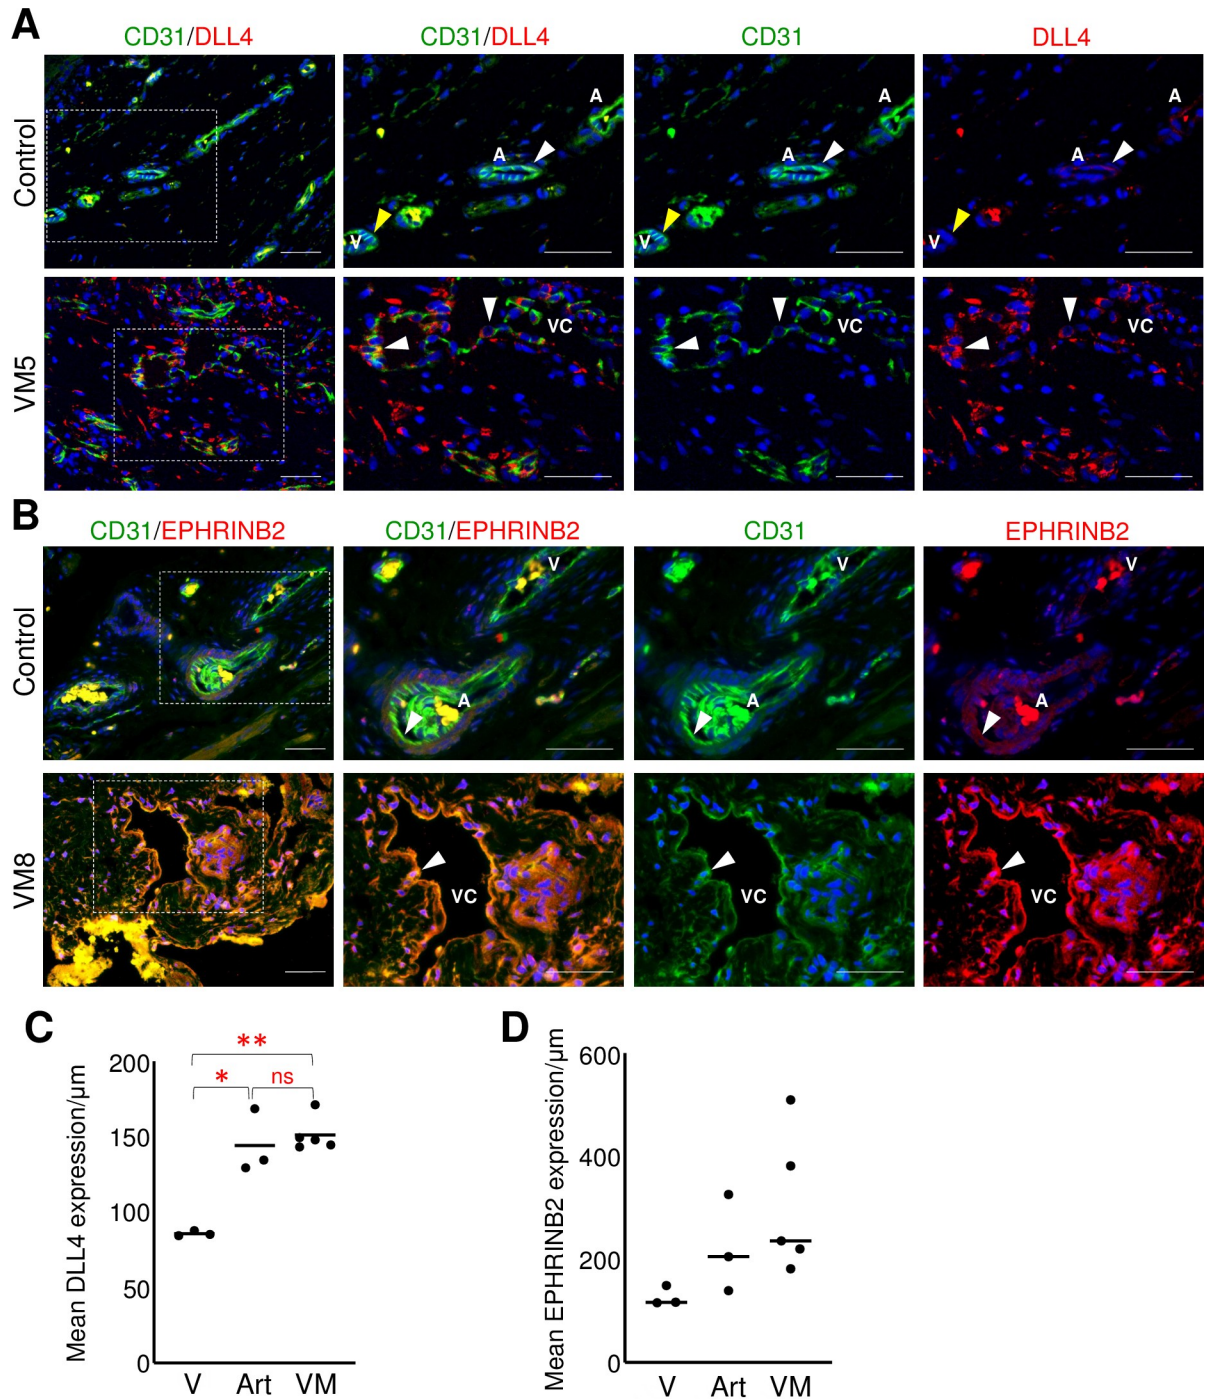 A
CD31/DLL4 CD31/DLL4 CD31 DLL4
Control
A A A
A A A
V V V
VM5
VC VC VC
B
CD31/EPHRINB2 CD31/EPHRINB2 CD31 EPHRINB2
Control
V V V
A A A
VM8
VC VC VC
C
Mean DLL4 expression/µm
200
150
100
50
0
**
* ns
V Art VM
D
Mean EPHRINB2 expression/µm
600
400
200
0
V Art VM